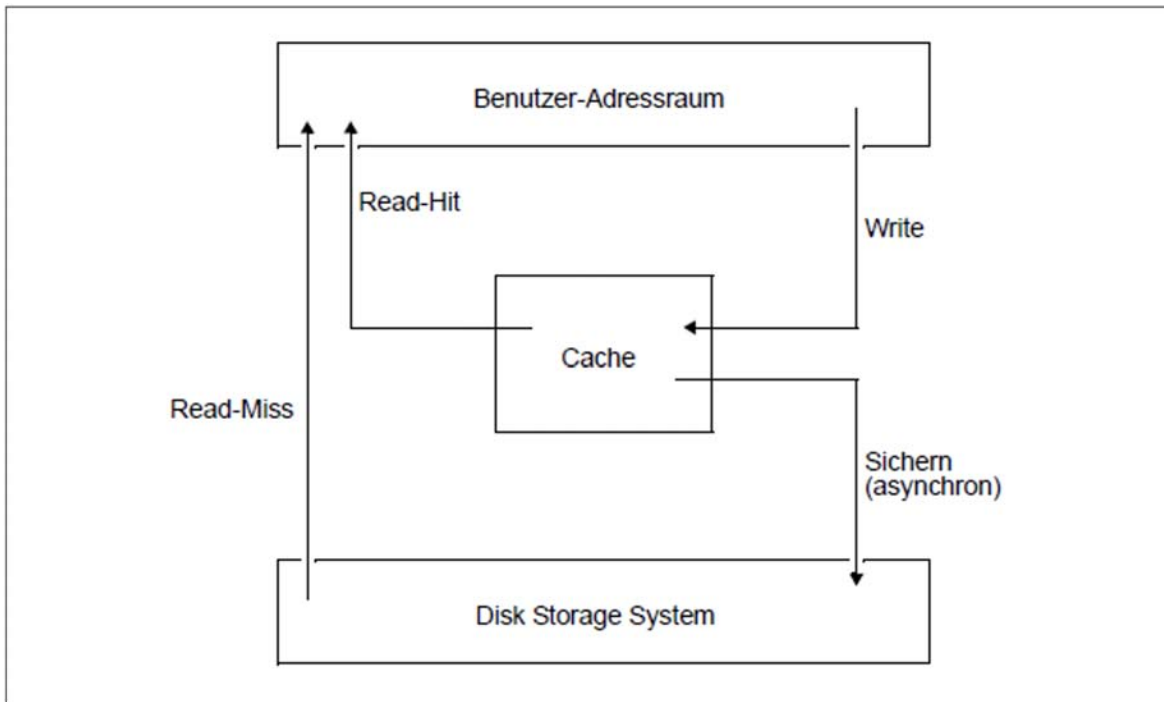 Benutzer-Adressraum
Read-Hit
Write
Cache
Read-Miss
Sichern
(asynchron)
Disk Storage System